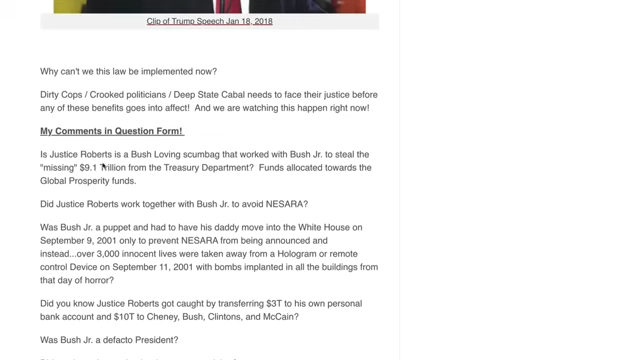 Clip of Trump Speech Jan 18, 2018
Why can't we this law be implemented now?
Dirty Cops / Crooked politicians / Deep State Cabal needs to face their justice before
any of these benefits goes into affect!  And we are watching this happen right now!
My Comments in Question Form!
Is Justice Roberts is a Bush Loving scumbag that worked with Bush Jr. to steal the
"missing" $9.1 Trillion from the Treasury Department?  Funds allocated towards the
Global Prosperity funds.
Did Justice Roberts work together with Bush Jr. to avoid NESARA?
Was Bush Jr. a puppet and had to have his daddy move into the White House on
September 9, 2001 only to prevent NESARA from being announced and
instead...over 3,000 innocent lives were taken away from a Hologram or remote
control Device on September 11, 2001 with bombs implanted in all the buildings from
that day of horror?
Did you know Justice Roberts got caught by transferring $3T to his own personal
bank account and $10T to Cheney, Bush, Clintons, and McCain?
Was Bush Jr. a defacto President?